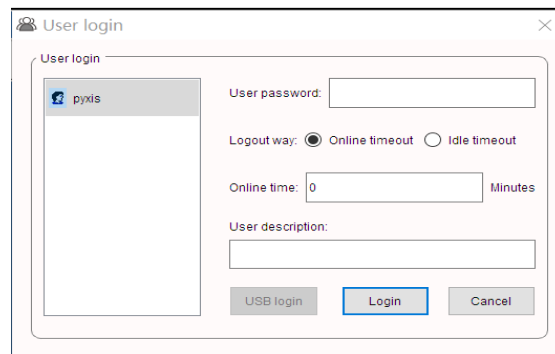 User login
User login
pyxis
User password:
Logout way: Online timeout Idle timeout
Online time: 0 Minutes
User description:
USB login Login Cancel